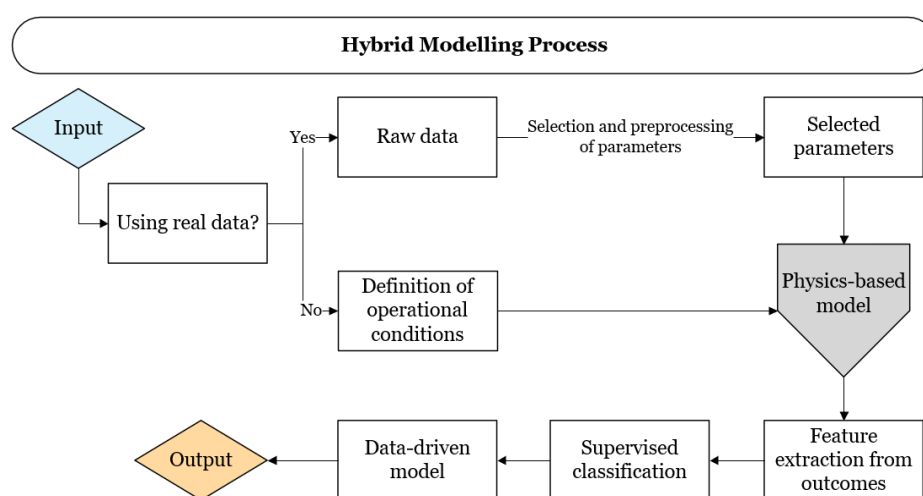 Hybrid Modelling Process
Input
Using real data?
Yes
Raw data
Selection and preprocessing
of parameters
Selected
parameters
No
Definition of
operational
conditions
Physics-based
model
Feature
extraction from
outcomes
Supervised
classification
Data-driven
model
Output